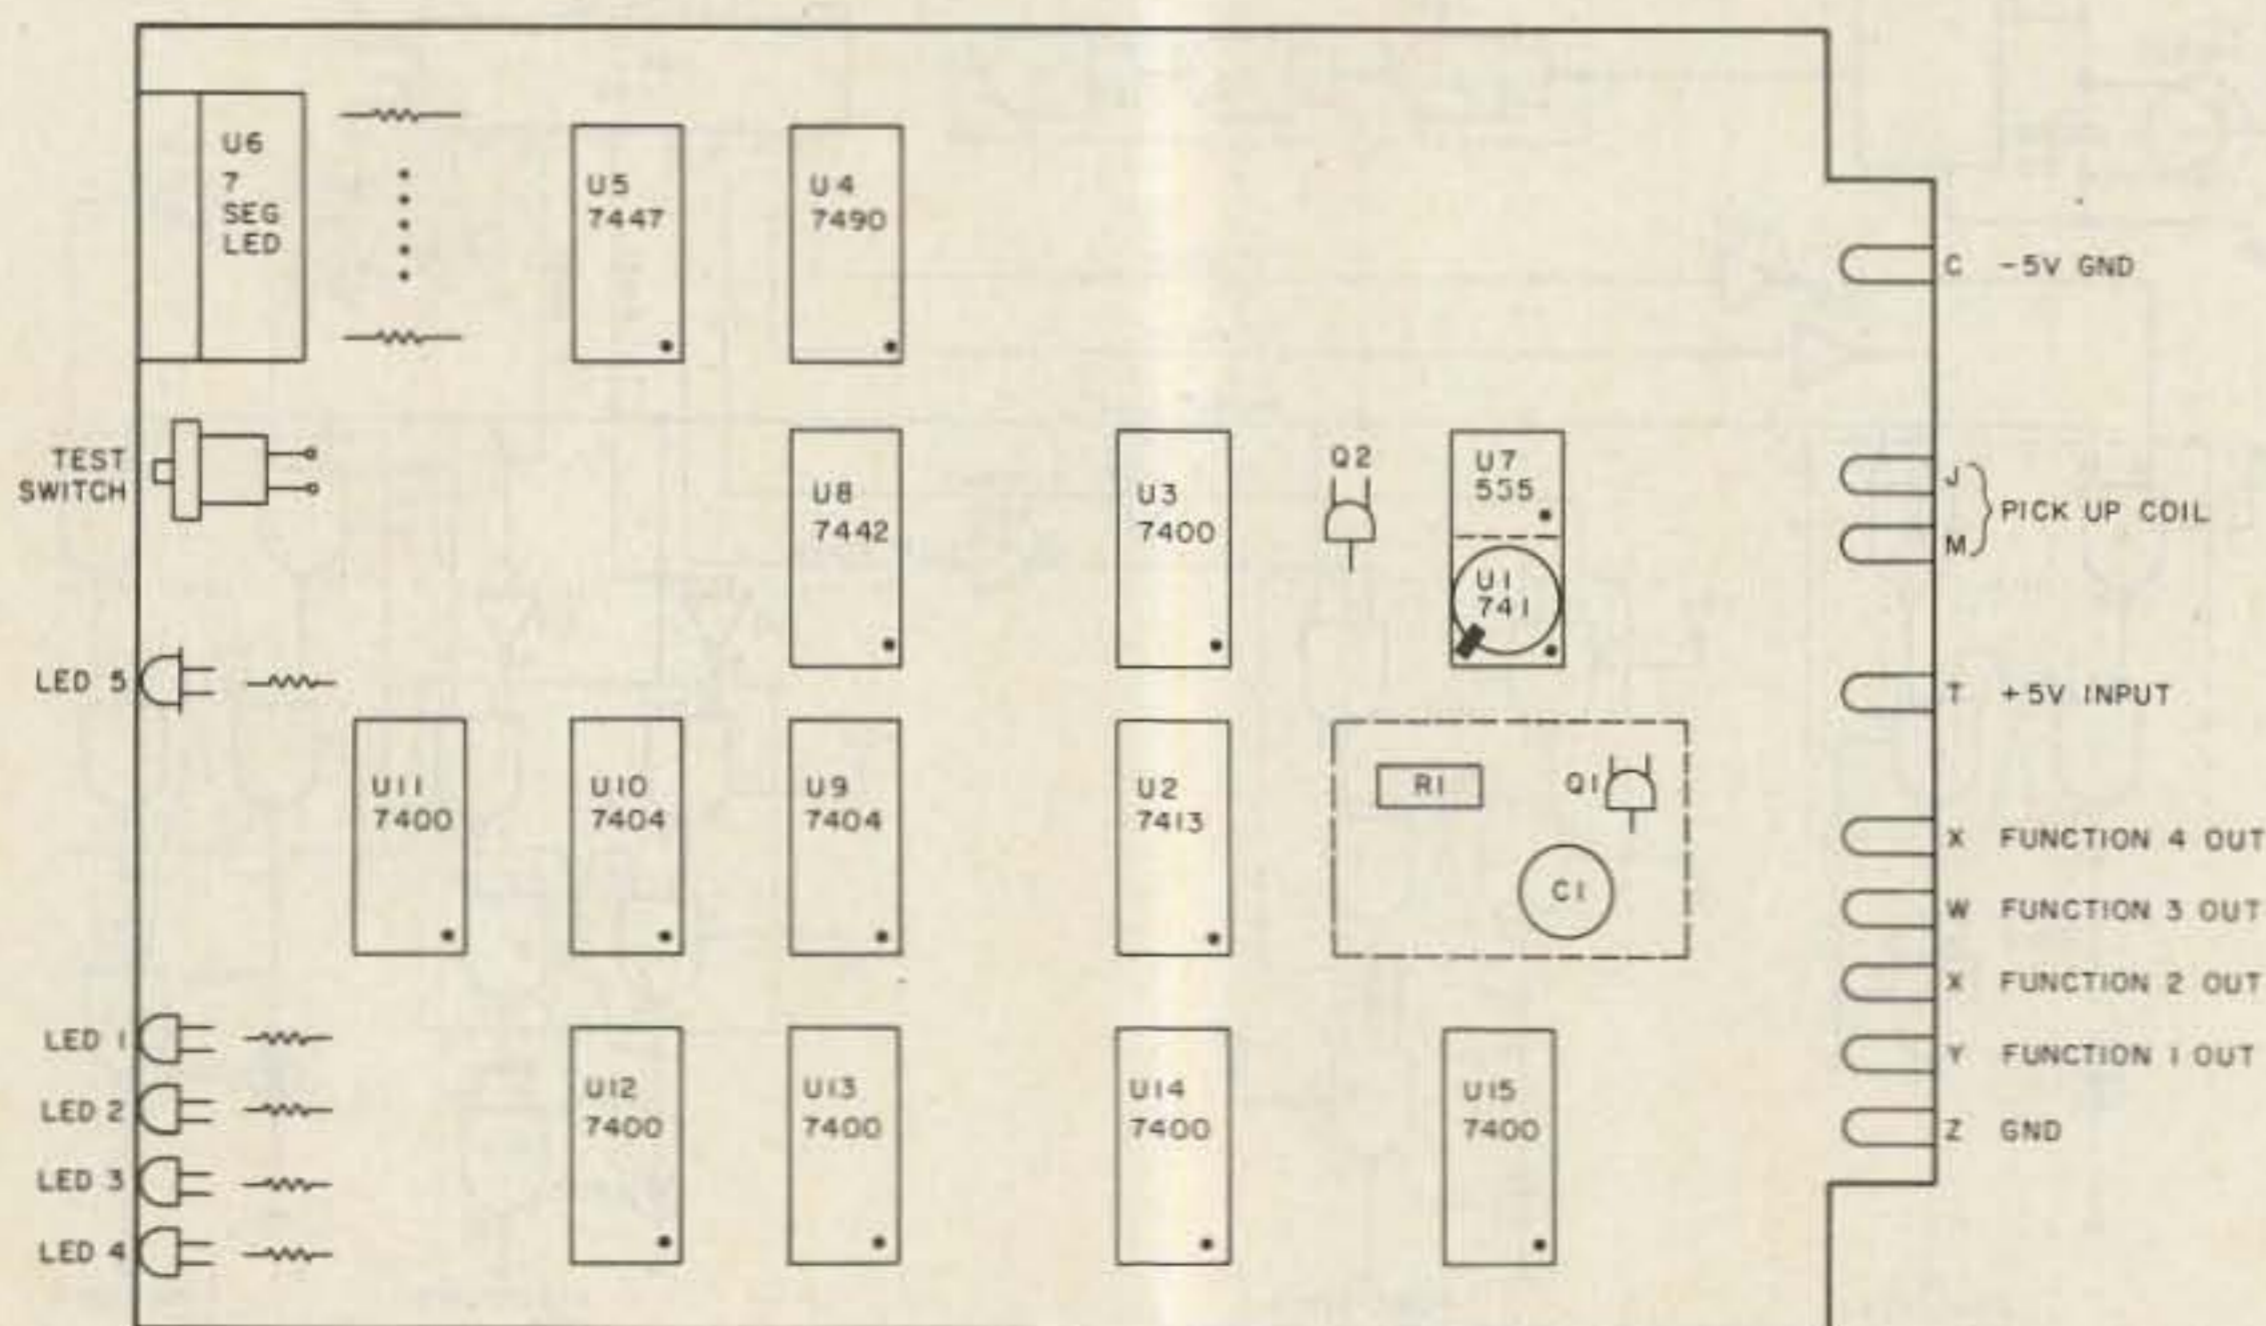 U6
7
SEG
LED
U5
7447
U4
7490
C -5V GND
TEST
SWITCH
U8
7442
U3
7400
Q2
U7
555
U1
741
J
M
PICK UP COIL
LED 5
T +5V INPUT
U11
7400
U10
7404
U9
7404
U2
7413
R1
Q1
C1
X FUNCTION 4 OUT
W FUNCTION 3 OUT
X FUNCTION 2 OUT
Y FUNCTION 1 OUT
Z GND
LED 1
LED 2
LED 3
LED 4
U12
7400
U13
7400
U14
7400
U15
7400